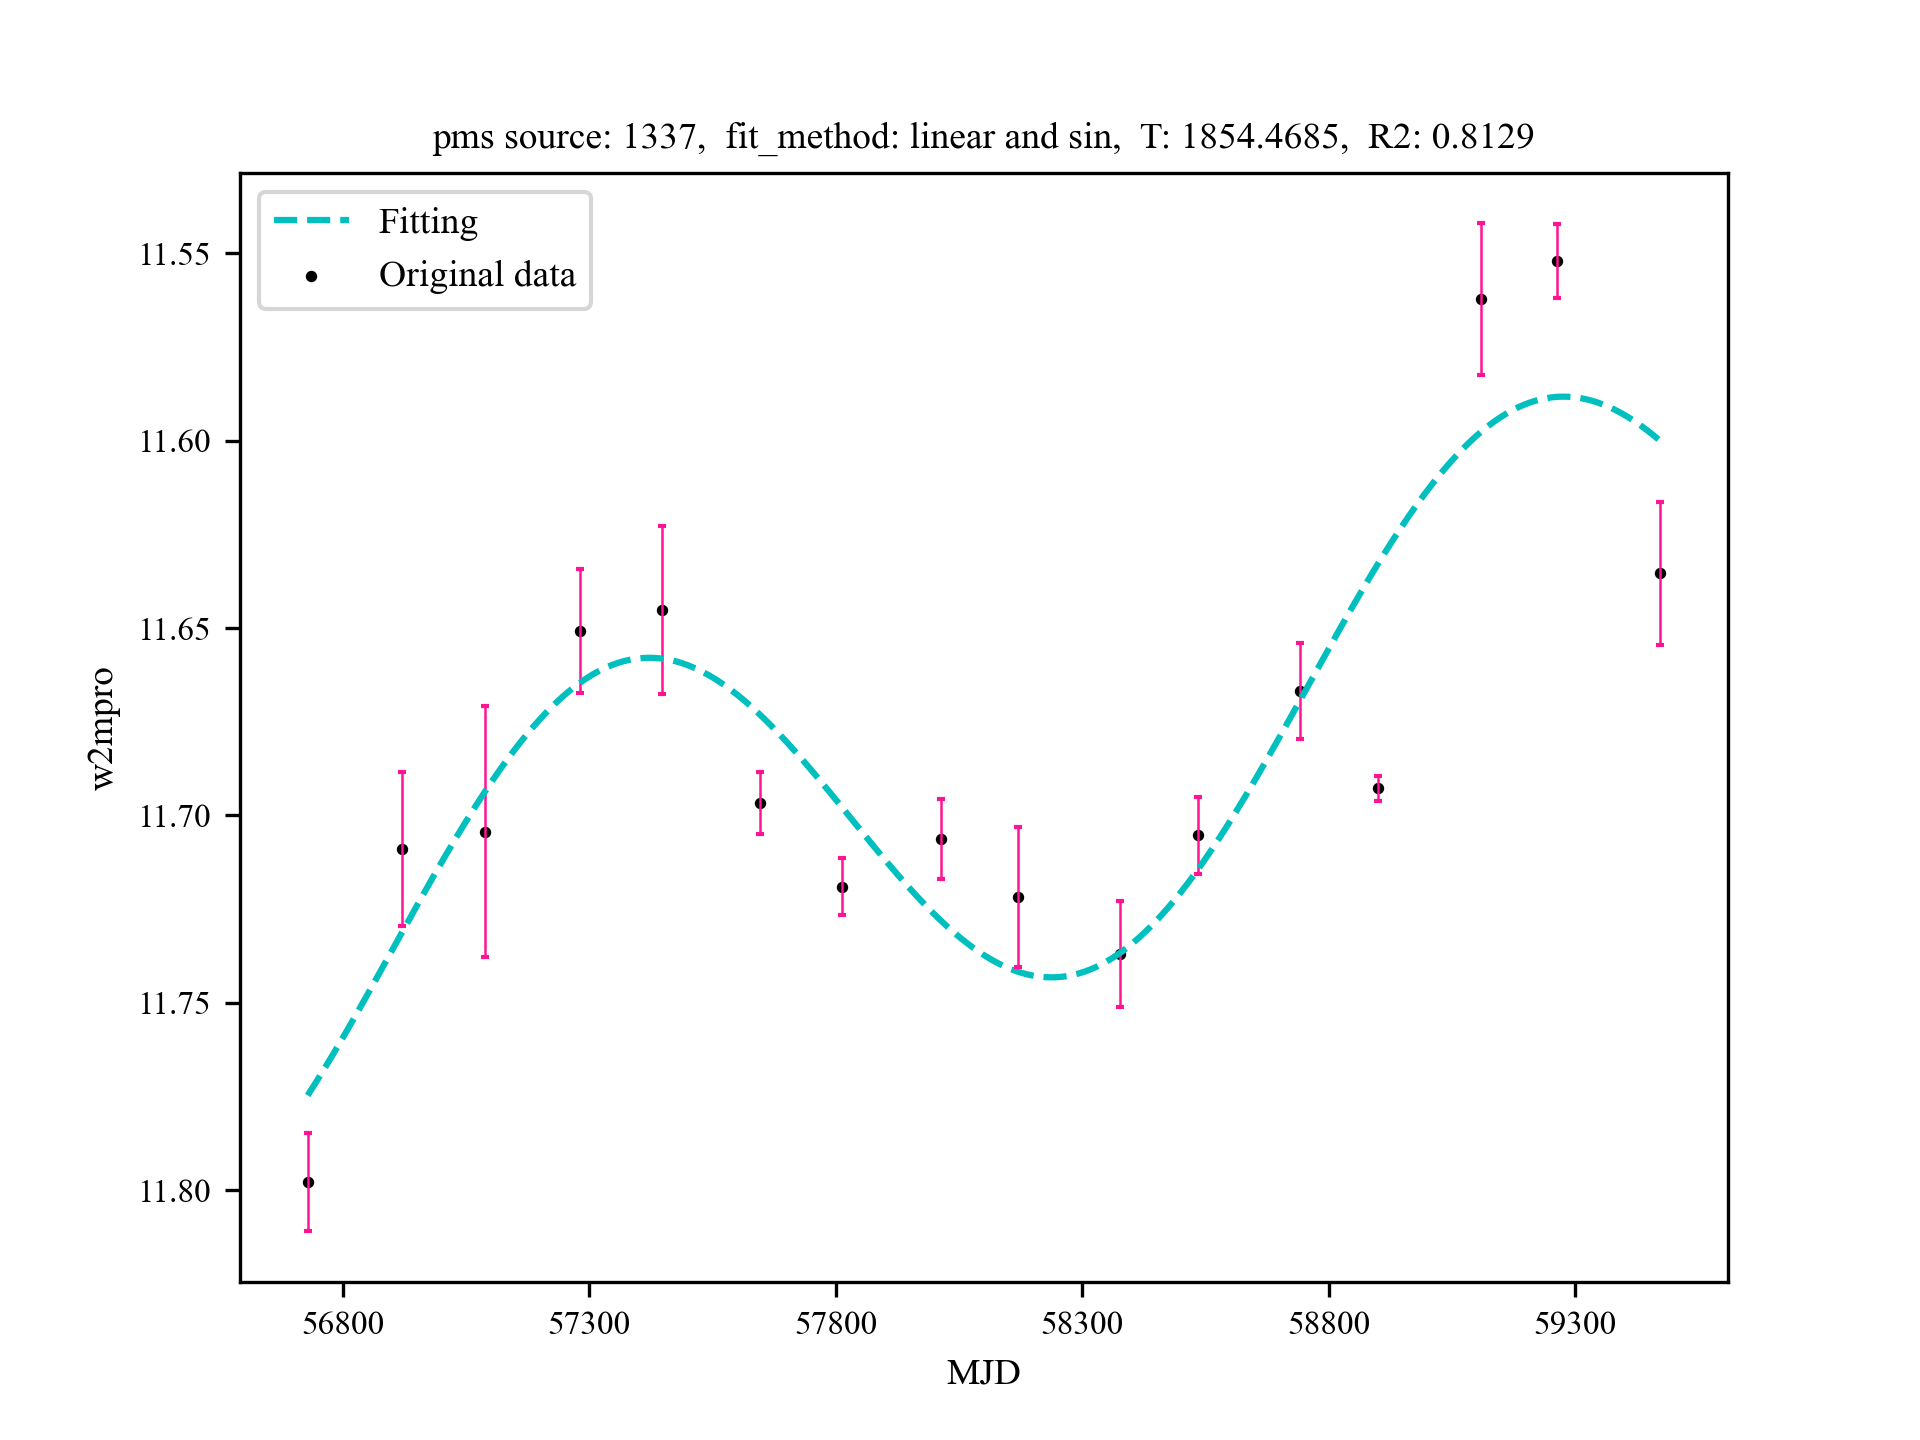 pms source: 1337,  fit_method: linear and sin,  T: 1854.4685,  R2: 0.8129
Fitting
Original data
11.55
11.60
11.65
11.70
11.75
11.80
w2mpro
56800
57300
57800
58300
58800
59300
MJD